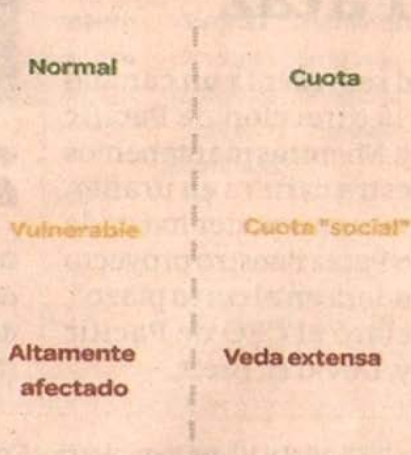 Normal
Cuota
Vulnerable
Cuota "social"
Altamente
afectado
Veda extensa